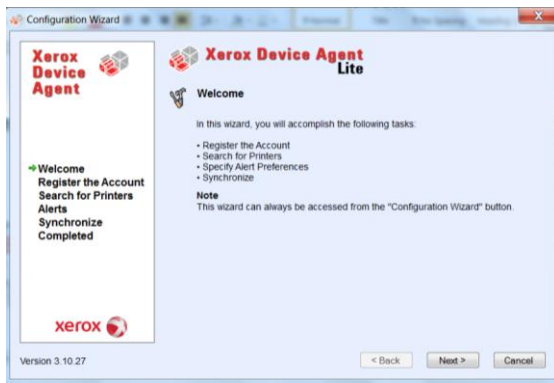 Configuration Wizard
Xerox
Device
Agent
Welcome
Register the Account
Search for Printers
Alerts
Synchronize
Completed
xerox
Version 3.10.27
Xerox Device Agent
Lite
Welcome
In this wizard, you will accomplish the following tasks:
- Register the Account
- Search for Printers
- Specify Alert Preferences
- Synchronize
Note
This wizard can always be accessed from the "Configuration Wizard" button.
< Back
Next >
Cancel